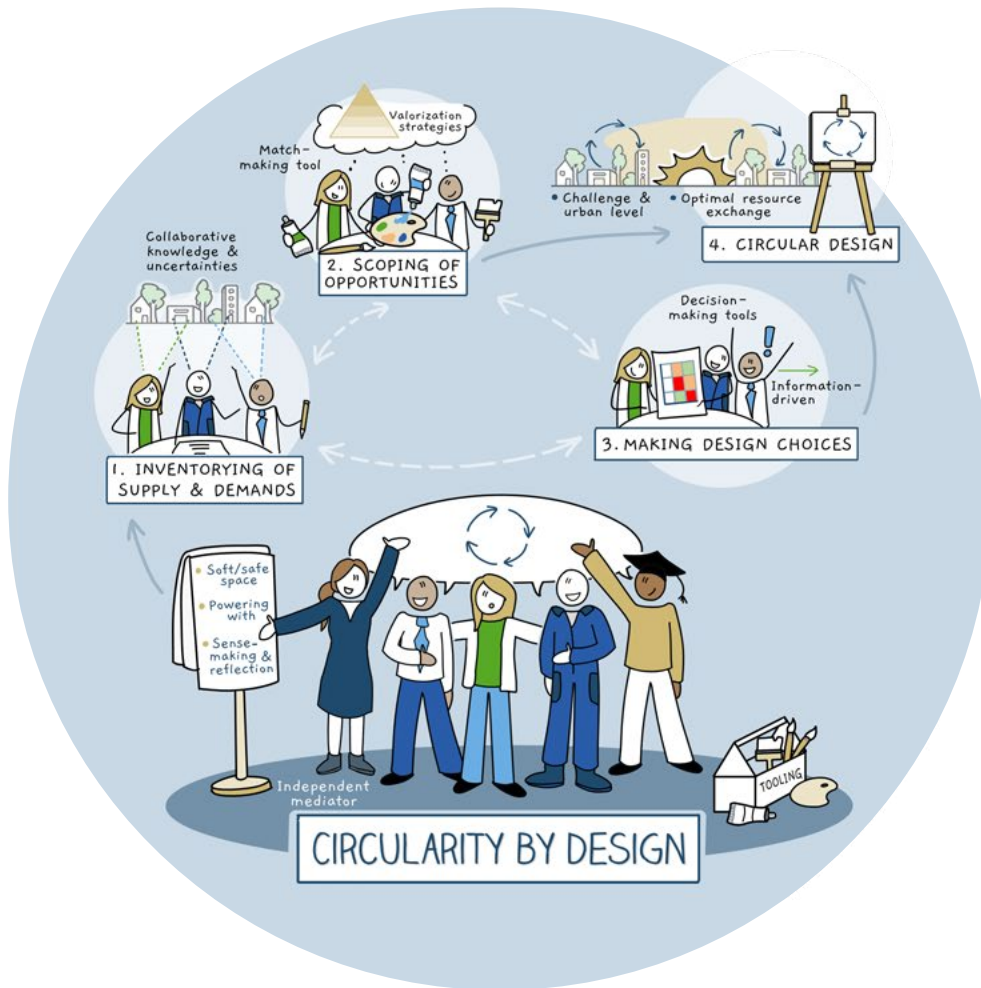 Valorization
strategies
Match-
making tool
2. SCOPING OF
OPPORTUNITIES
• Challenge &
urban level
• Optimal resource
exchange
4. CIRCULAR DESIGN
Collaborative
knowledge &
uncertainties
1. INVENTORYING OF
SUPPLY & DEMANDS
Decision-
making tools
!
Information-
driven
3. MAKING DESIGN CHOICES
• Soft/safe
space
• Powering
with
• Sense-
making &
reflection
Independent
mediator
TOOLING
CIRCULARITY BY DESIGN